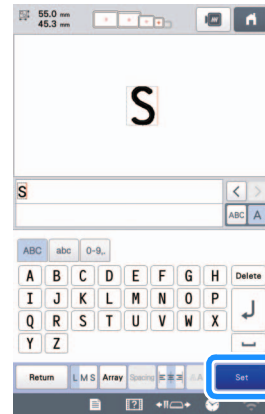 55.0 mm
45.3 mm
S
S
ABC A
ABC abc 0-9,.
A B C D E F G H Delete
I J K L M N O P
Q R S T U V W X
Y Z
Return L M S Array Spacing Set